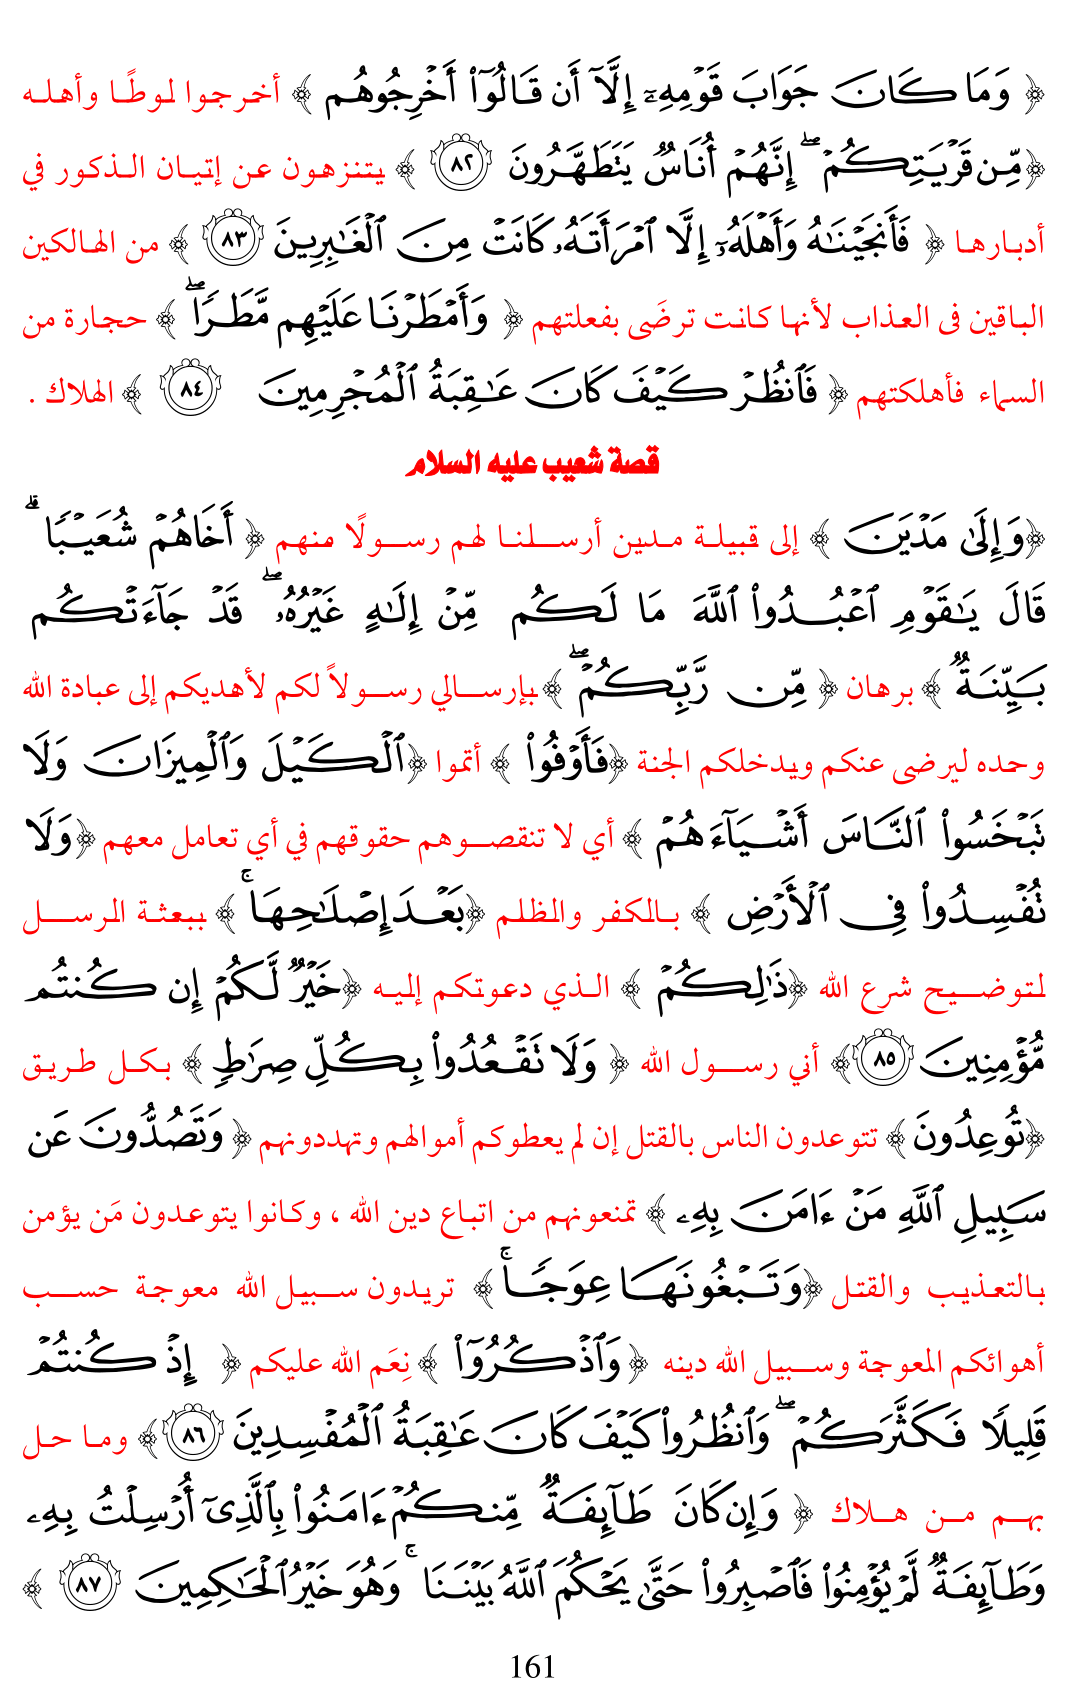 ﴿ وَمَا كَانَ جَوَابَ قَوْمِهِۦٓ إِلَّآ أَن قَالُوٓا۟ أَخْرِجُوهُم ﴾ أخرجوا لوطًا وأهله
﴿ مِّن قَرْيَتِكُمْ ۖ إِنَّهُمْ أُنَاسٌ يَتَطَهَّرُونَ ٨٢ ﴾ يتنزهون عن إتيان الذكور في
أدبارها ﴿ فَأَنجَيْنَٰهُ وَأَهْلَهُۥٓ إِلَّا ٱمْرَأَتَهُۥ كَانَتْ مِنَ ٱلْغَٰبِرِينَ ٨٣ ﴾ من الهالكين
الباقين فى العذاب لأنها كانت ترضَى بفعلتهم ﴿ وَأَمْطَرْنَا عَلَيْهِم مَّطَرًا ۖ ﴾ حجارة من
السماء فأهلكتهم ﴿ فَٱنظُرْ كَيْفَ كَانَ عَٰقِبَةُ ٱلْمُجْرِمِينَ ٨٤ ﴾ الهلاك .
قصة شعيب عليه السلام
﴿ وَإِلَىٰ مَدْيَنَ ﴾ إلى قبيلة مدين أرسلنا لهم رسولًا منهم ﴿ أَخَاهُمْ شُعَيْبًا ۗ
قَالَ يَٰقَوْمِ ٱعْبُدُوا۟ ٱللَّهَ مَا لَكُم مِّنْ إِلَٰهٍ غَيْرُهُۥ ۖ قَدْ جَآءَتْكُم
بَيِّنَةٌ ﴾ برهان ﴿ مِّن رَّبِّكُمْ ۖ ﴾ بإرسالي رسولاً لكم لأهديكم إلى عبادة الله
وحده ليرضى عنكم ويدخلكم الجنة ﴿ فَأَوْفُوا۟ ﴾ أتموا ﴿ ٱلْكَيْلَ وَٱلْمِيزَانَ وَلَا
تَبْخَسُوا۟ ٱلنَّاسَ أَشْيَآءَهُمْ ﴾ أي لا تنقصوهم حقوقهم في أي تعامل معهم ﴿ وَلَا
تُفْسِدُوا۟ فِى ٱلْأَرْضِ ﴾ بالكفر والظلم ﴿ بَعْدَ إِصْلَٰحِهَا ۚ ﴾ ببعثة الرسل
لتوضيح شرع الله ﴿ ذَٰلِكُمْ ﴾ الذي دعوتكم إليه ﴿ خَيْرٌ لَّكُمْ إِن كُنتُم
مُّؤْمِنِينَ ٨٥ ﴾ أني رسول الله ﴿ وَلَا تَقْعُدُوا۟ بِكُلِّ صِرَٰطٍ ﴾ بكل طريق
﴿ تُوعِدُونَ ﴾ تتوعدون الناس بالقتل إن لم يعطوكم أموالهم وتهددونهم ﴿ وَتَصُدُّونَ عَن
سَبِيلِ ٱللَّهِ مَنْ ءَامَنَ بِهِۦ ﴾ تمنعونهم من اتباع دين الله ، وكانوا يتوعدون مَن يؤمن
بالتعذيب والقتل ﴿ وَتَبْغُونَهَا عِوَجًا ۚ ﴾ تريدون سبيل الله معوجة حسب
أهوائكم المعوجة وسبيل الله دينه ﴿ وَٱذْكُرُوٓا۟ ﴾ نِعَم الله عليكم ﴿ إِذْ كُنتُمْ
قَلِيلًا فَكَثَّرَكُمْ ۖ وَٱنظُرُوا۟ كَيْفَ كَانَ عَٰقِبَةُ ٱلْمُفْسِدِينَ ٨٦ ﴾ وما حل
بهم من هلاك ﴿ وَإِن كَانَ طَآئِفَةٌ مِّنكُمْ ءَامَنُوا۟ بِٱلَّذِىٓ أُرْسِلْتُ بِهِۦ
وَطَآئِفَةٌ لَّمْ يُؤْمِنُوا۟ فَٱصْبِرُوا۟ حَتَّىٰ يَحْكُمَ ٱللَّهُ بَيْنَنَا ۚ وَهُوَ خَيْرُ ٱلْحَٰكِمِينَ ٨٧ ﴾
161